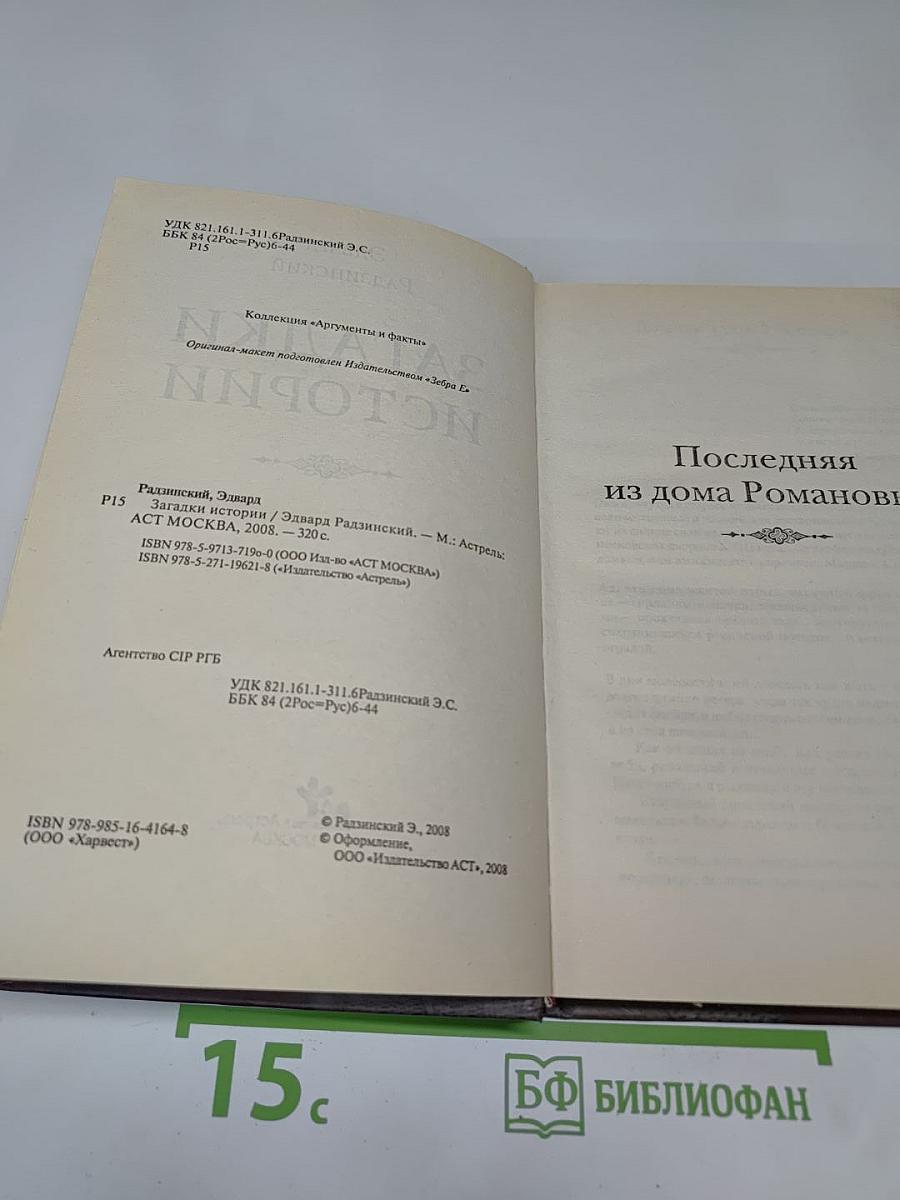 УДК 821.161.1-311.6Радзинский Э.С.
ББК 84 (2Рос=Рус)6-44
Р15
Коллекция «Аргументы и факты»
Оригинал-макет подготовлен Издательством «Зебра Е»
Радзинский, Эдвард
Р15 Загадки истории / Эдвард Радзинский. — М.: Астрель:
АСТ МОСКВА, 2008. — 320 с.
ISBN 978-5-9713-719о-0 (ООО Изд-во «АСТ МОСКВА»)
ISBN 978-5-271-19621-8 («Издательство «Астрель»)
Агентство CIP РГБ
УДК 821.161.1-311.6Радзинский Э.С.
ББК 84 (2Рос=Рус)6-44
ISBN 978-985-16-4164-8
(ООО «Харвест»)
© Радзинский Э., 2008
© Оформление,
ООО «Издательство АСТ», 2008
Последняя
из дома Романовы
15 с
БФ БИБЛИОФАН